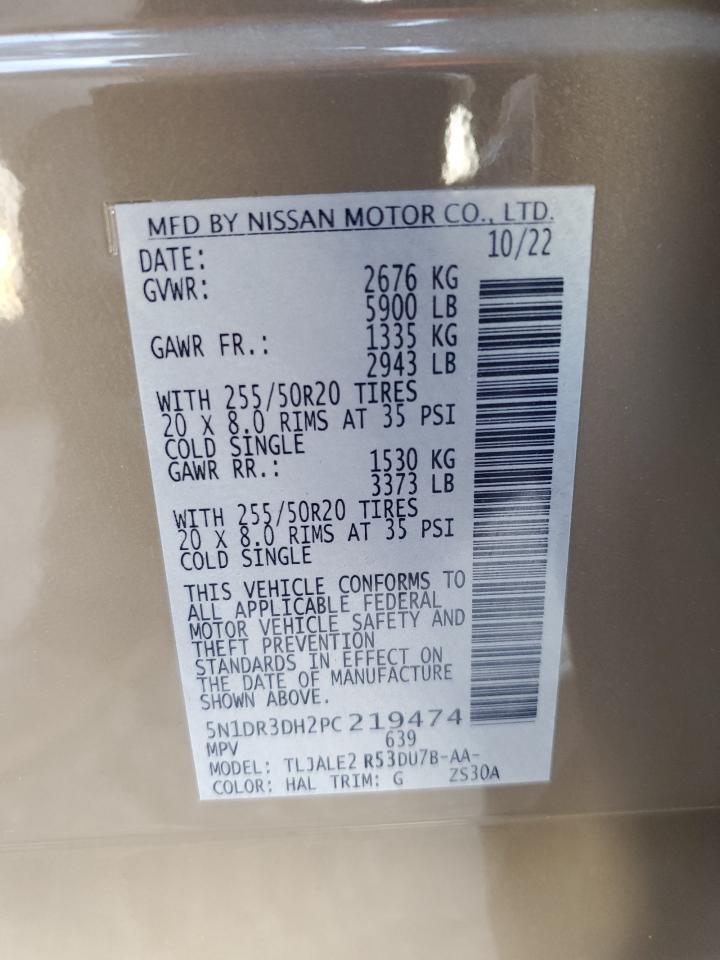 MFD BY NISSAN MOTOR CO., LTD.
DATE: 10/22
GVWR: 2676 KG
5900 LB
GAWR FR.: 1335 KG
2943 LB
WITH 255/50R20 TIRES
20 X 8.0 RIMS AT 35 PSI
COLD SINGLE
GAWR RR.: 1530 KG
3373 LB
WITH 255/50R20 TIRES
20 X 8.0 RIMS AT 35 PSI
COLD SINGLE
THIS VEHICLE CONFORMS TO
ALL APPLICABLE FEDERAL
MOTOR VEHICLE SAFETY AND
THEFT PREVENTION
STANDARDS IN EFFECT ON
THE DATE OF MANUFACTURE
SHOWN ABOVE.
5N1DR3DH2PC 219474
MPV 639
MODEL: TLJALE2 R53DU7B-AA-
COLOR: HAL TRIM: G ZS30A